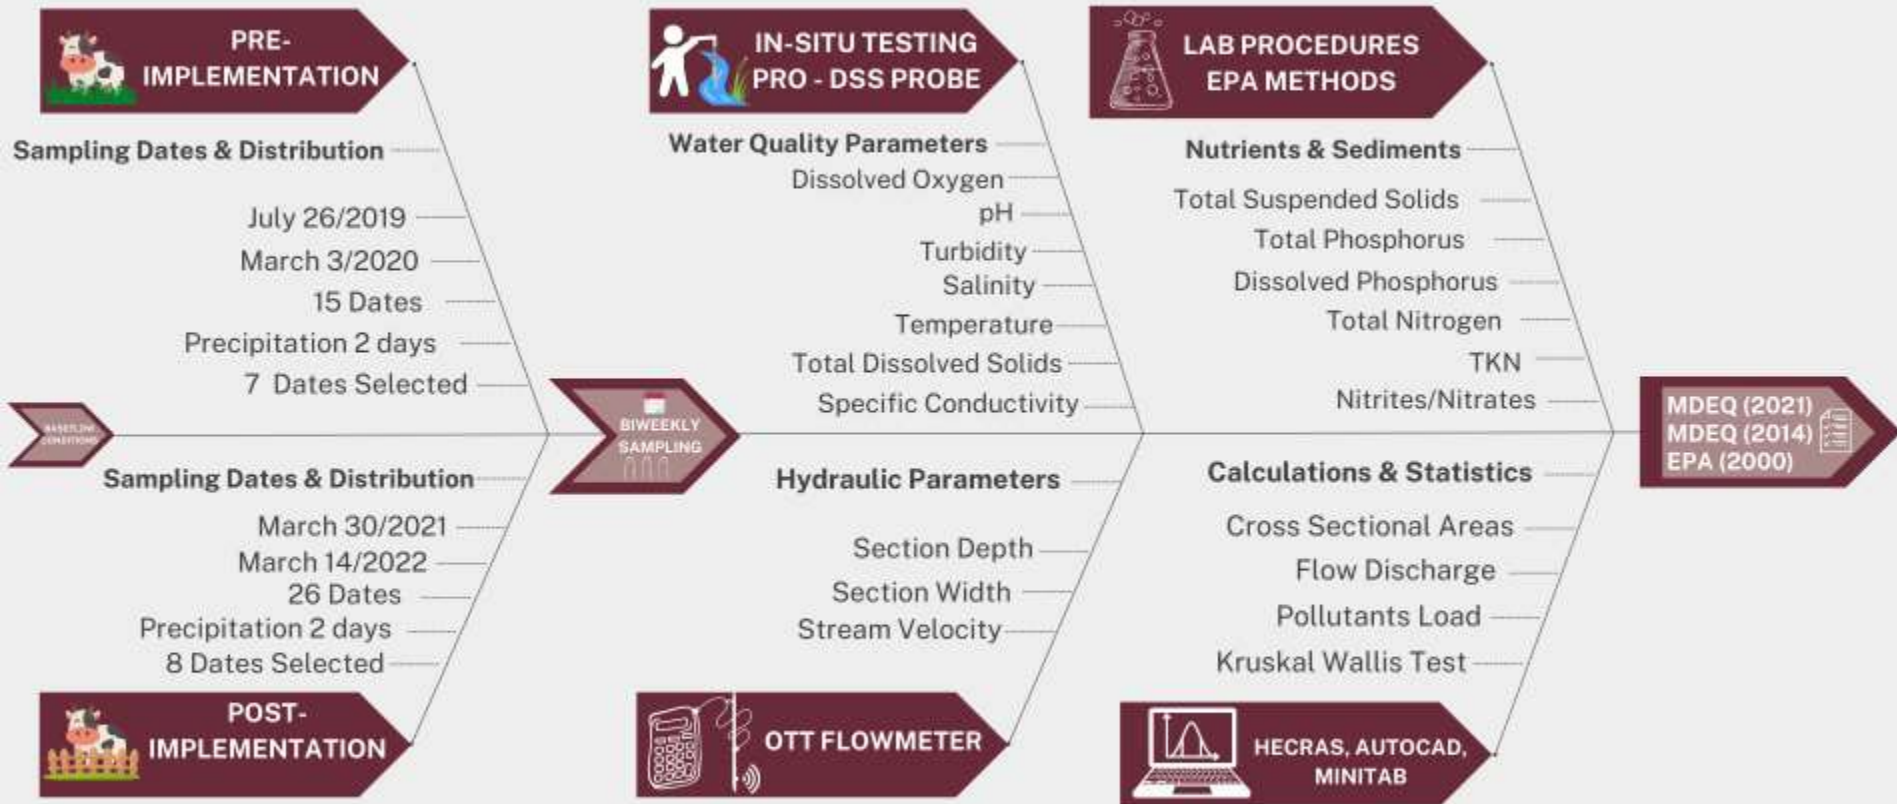 PRE-
IMPLEMENTATION
Sampling Dates & Distribution
July 26/2019
March 3/2020
15 Dates
Precipitation 2 days
7 Dates Selected
IN-SITU TESTING
PRO - DSS PROBE
Water Quality Parameters
Dissolved Oxygen
pH
Turbidity
Salinity
Temperature
Total Dissolved Solids
Specific Conductivity
LAB PROCEDURES
EPA METHODS
Nutrients & Sediments
Total Suspended Solids
Total Phosphorus
Dissolved Phosphorus
Total Nitrogen
TKN
Nitrites/Nitrates
BASEFLOW
CONDITIONS
BIWEEKLY
SAMPLING
MDEQ (2021)
MDEQ (2014)
EPA (2000)
Sampling Dates & Distribution
March 30/2021
March 14/2022
26 Dates
Precipitation 2 days
8 Dates Selected
POST-
IMPLEMENTATION
Hydraulic Parameters
Section Depth
Section Width
Stream Velocity
OTT FLOWMETER
Calculations & Statistics
Cross Sectional Areas
Flow Discharge
Pollutants Load
Kruskal Wallis Test
HECRAS, AUTOCAD,
MINITAB